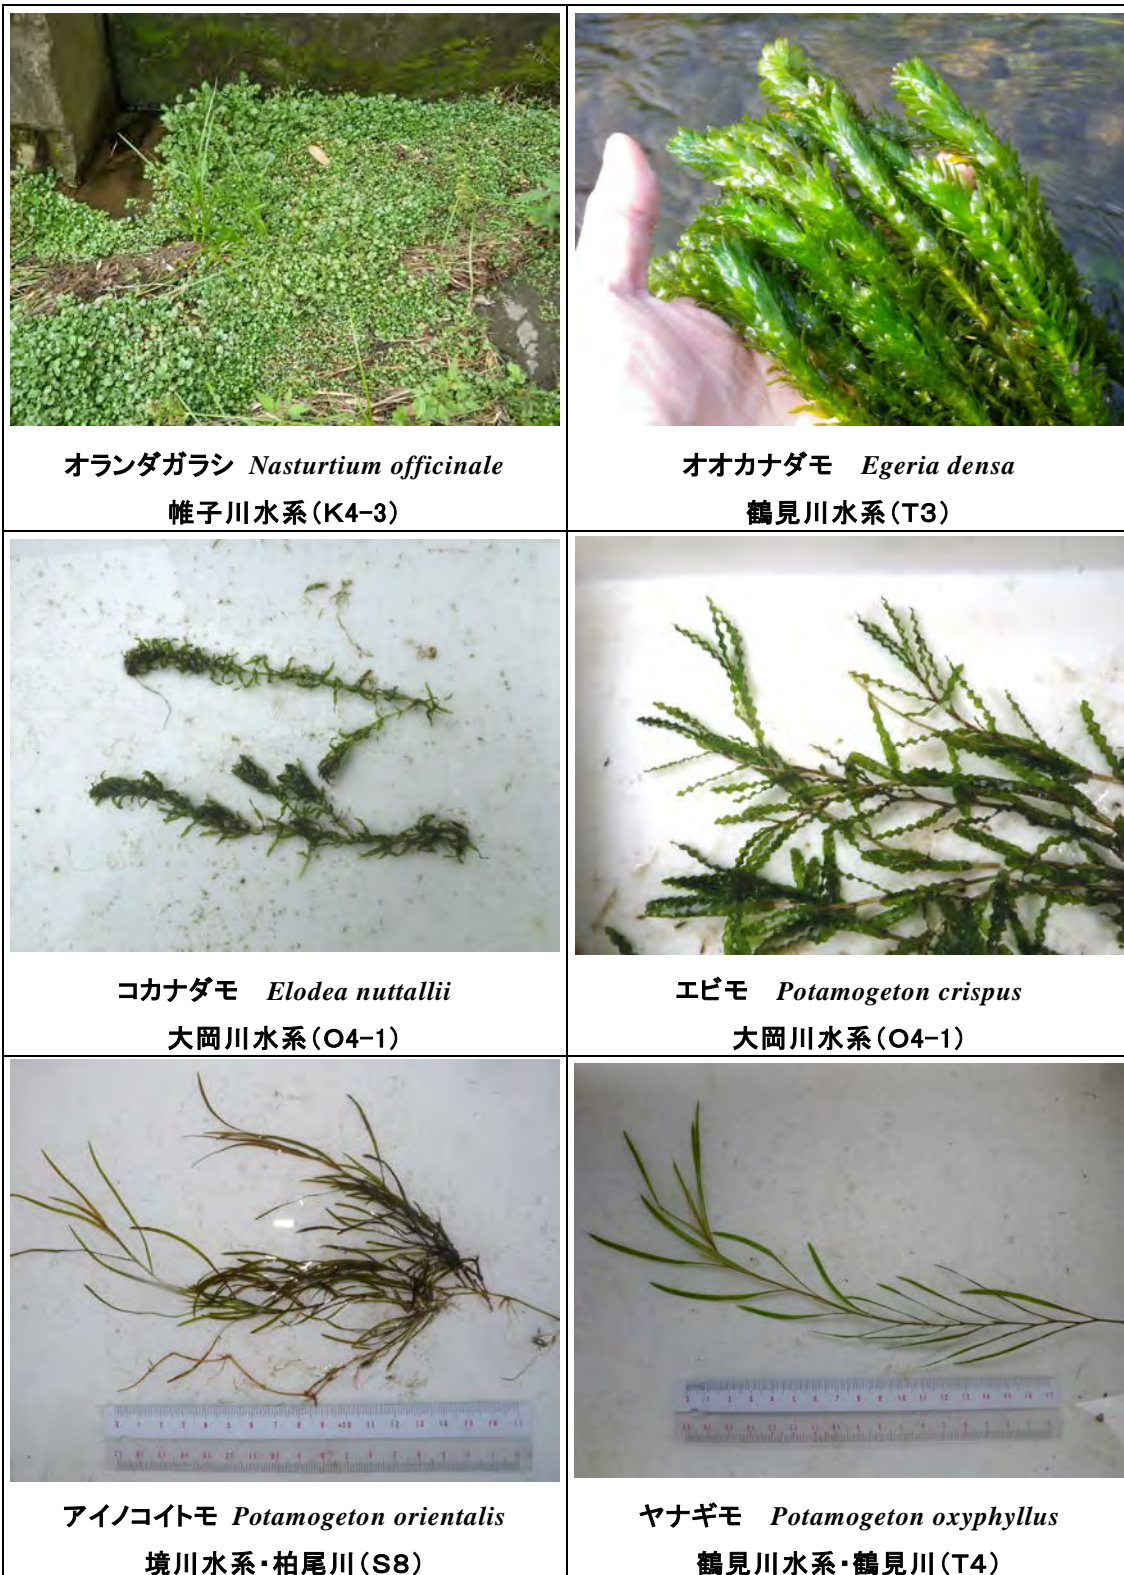 オランダガラシ Nasturtium officinale
帷子川水系(K4-3)
オオカナダモ Egeria densa
鶴見川水系(T3)
コカナダモ Elodea nuttallii
大岡川水系(O4-1)
エビモ Potamogeton crispus
大岡川水系(O4-1)
アイノコイトモ Potamogeton orientalis
境川水系・柏尾川(S8)
ヤナギモ Potamogeton oxyphyllus
鶴見川水系・鶴見川(T4)